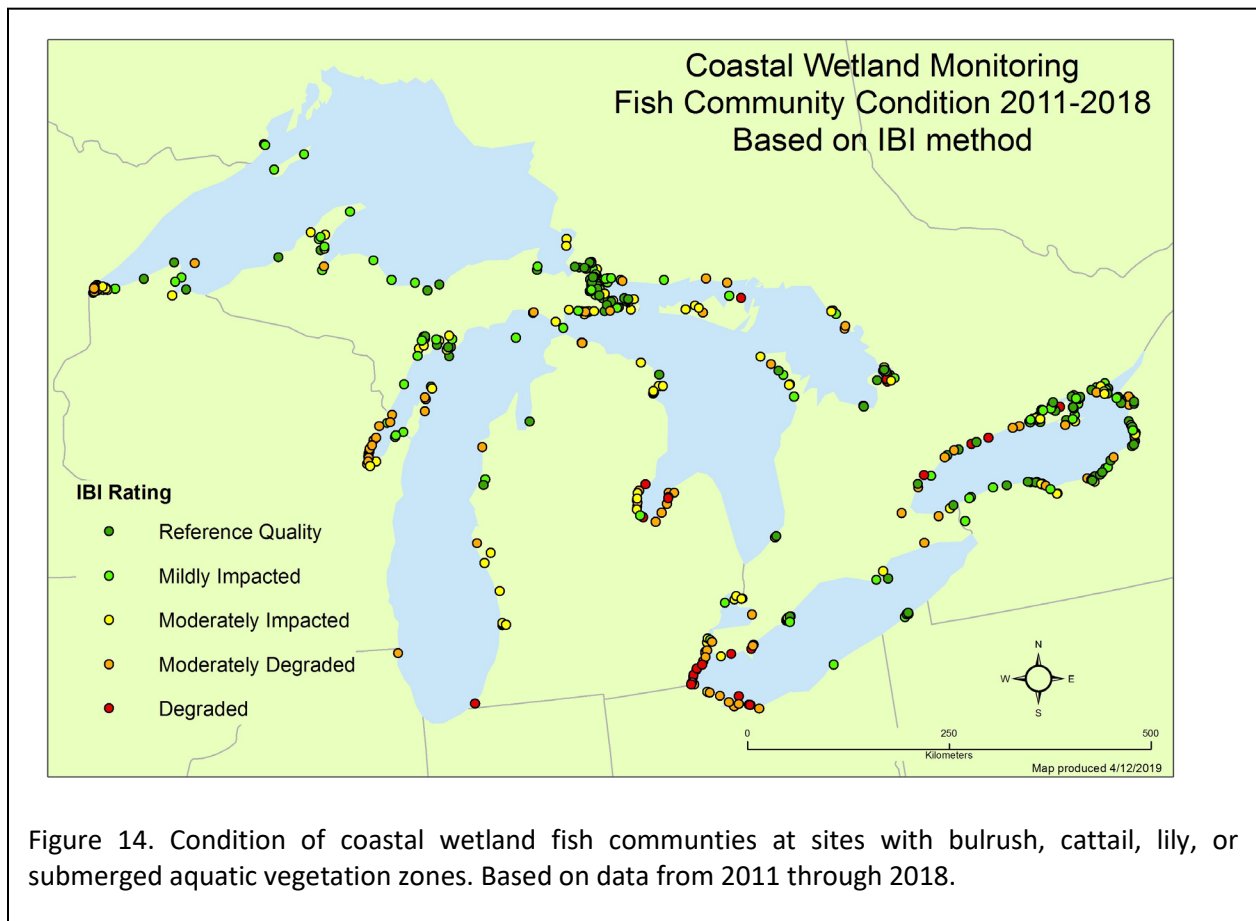 Coastal Wetland Monitoring
Fish Community Condition 2011-2018
Based on IBI method
IBI Rating
Reference Quality
Mildly Impacted
Moderately Impacted
Moderately Degraded
Degraded
N
W E
S
0 250 500
Kilometers
Map produced 4/12/2019
Figure 14. Condition of coastal wetland fish communties at sites with bulrush, cattail, lily, or
submerged aquatic vegetation zones. Based on data from 2011 through 2018.